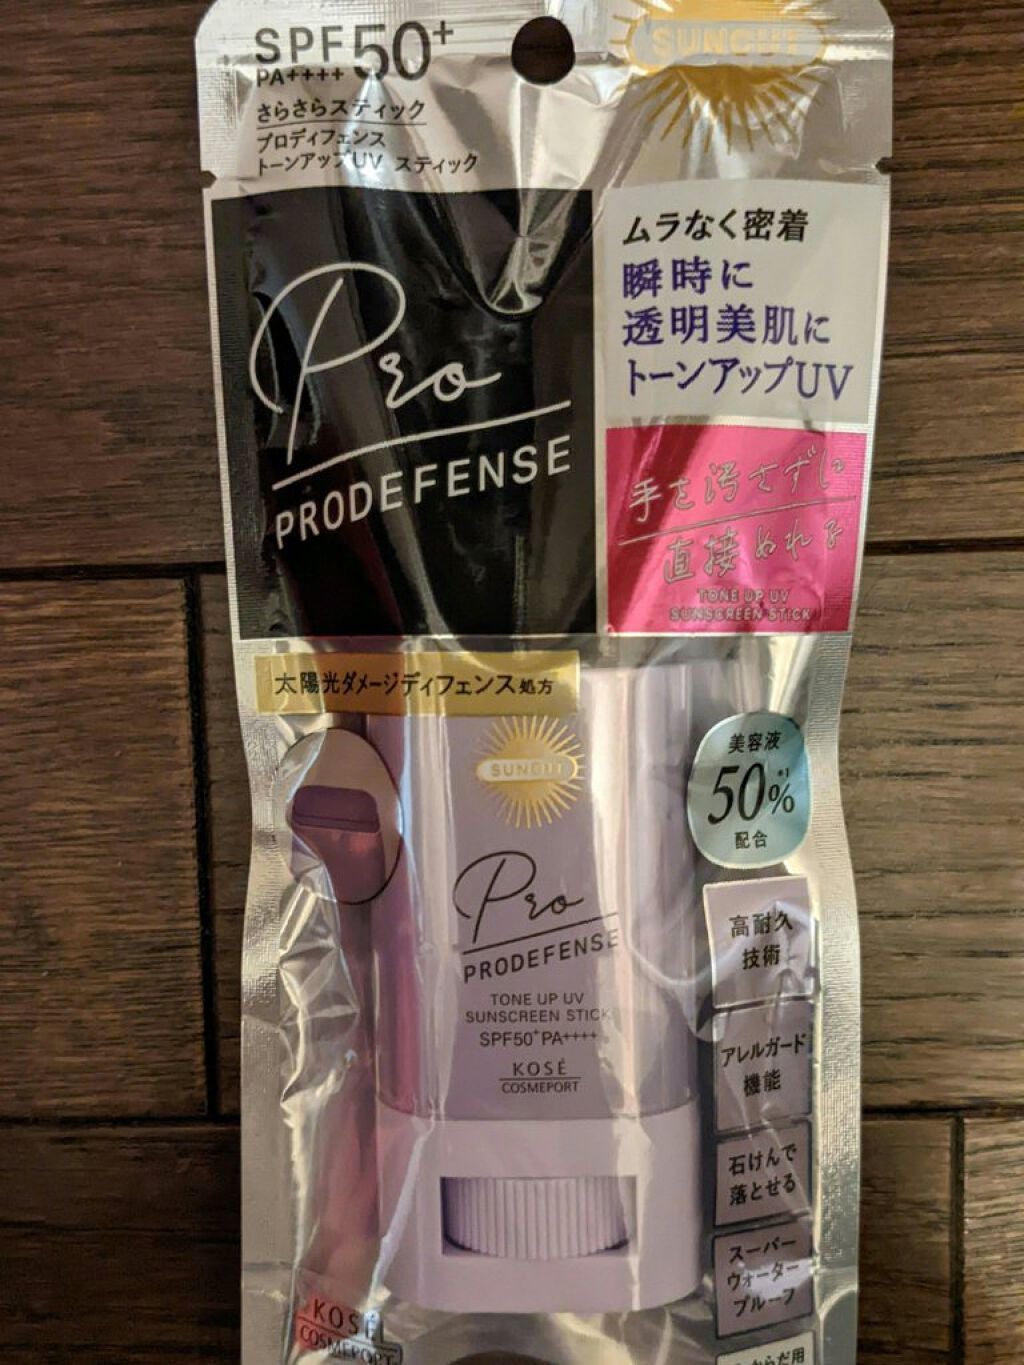 SPF50+
PA++++
SUNCUT
さらさらスティック
プロディフェンス
トーンアップUV スティック
ムラなく密着
瞬時に
透明美肌に
トーンアップUV
Pro
PRODEFENSE
手を汚さずに
直接ぬれる
TONE UP UV
SUNSCREEN STICK
太陽光ダメージディフェンス処方
SUNCUT
美容液
50%
配合
Pro
PRODEFENSE
TONE UP UV
SUNSCREEN STICK
SPF50+PA++++
KOSÉ
COSMEPORT
高耐久
技術
アレルガード
機能
石けんで
落とせる
スーパー
ウォーター
プルーフ
KOSÉ
COSMEPORT
からだ用